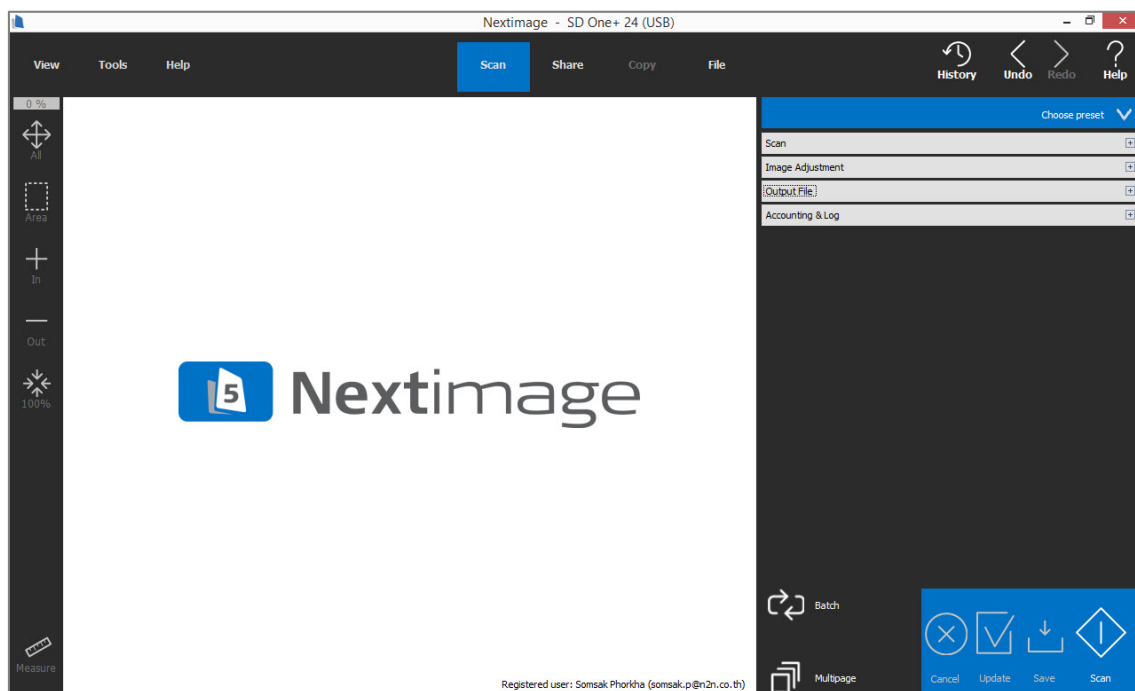 Nextimage - SD One+ 24 (USB)
View Tools Help Scan Share Copy File History Undo Redo Help
0 %
All
Area
In
Out
100%
Measure
5 Nextimage
Registered user: Somsak Phorkha (somsak.p@n2n.co.th)
Choose preset
Scan
Image Adjustment
Output File
Accounting & Log
Batch
Multipage
Cancel Update Save Scan